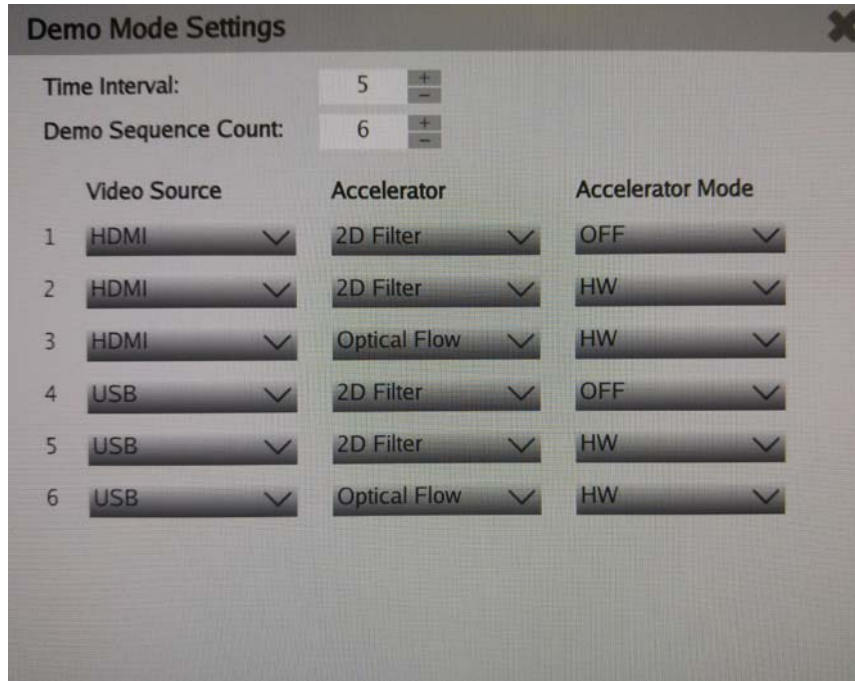 Demo Mode Settings
Time Interval: 5 + -
Demo Sequence Count: 6 + -
Video Source Accelerator Accelerator Mode
1 HDMI 2D Filter OFF
2 HDMI 2D Filter HW
3 HDMI Optical Flow HW
4 USB 2D Filter OFF
5 USB 2D Filter HW
6 USB Optical Flow HW